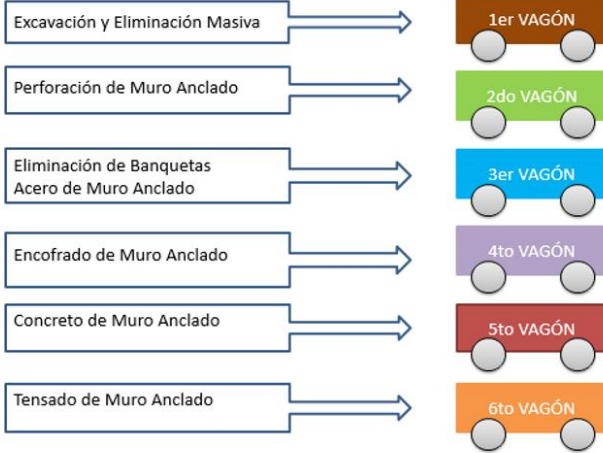 Excavación y Eliminación Masiva
1er VAGÓN
Perforación de Muro Anclado
2do VAGÓN
Eliminación de Banquetas
Acero de Muro Anclado
3er VAGÓN
Encofrado de Muro Anclado
4to VAGÓN
Concreto de Muro Anclado
5to VAGÓN
Tensado de Muro Anclado
6to VAGÓN